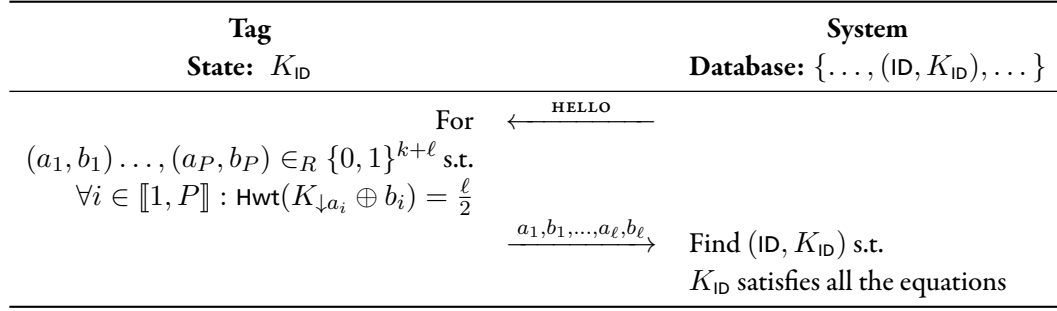 Tag System
State: K_ID Database: {…, (ID, K_ID), …}
For ← HELLO
(a_1, b_1) …, (a_P, b_P) ∈_R {0, 1}^{k+ℓ} s.t.
∀i ∈ ⟦1, P⟧ : Hwt(K_{↓a_i} ⊕ b_i) = ℓ/2
a_1,b_1,…,a_ℓ,b_ℓ → Find (ID, K_ID) s.t.
K_ID satisfies all the equations